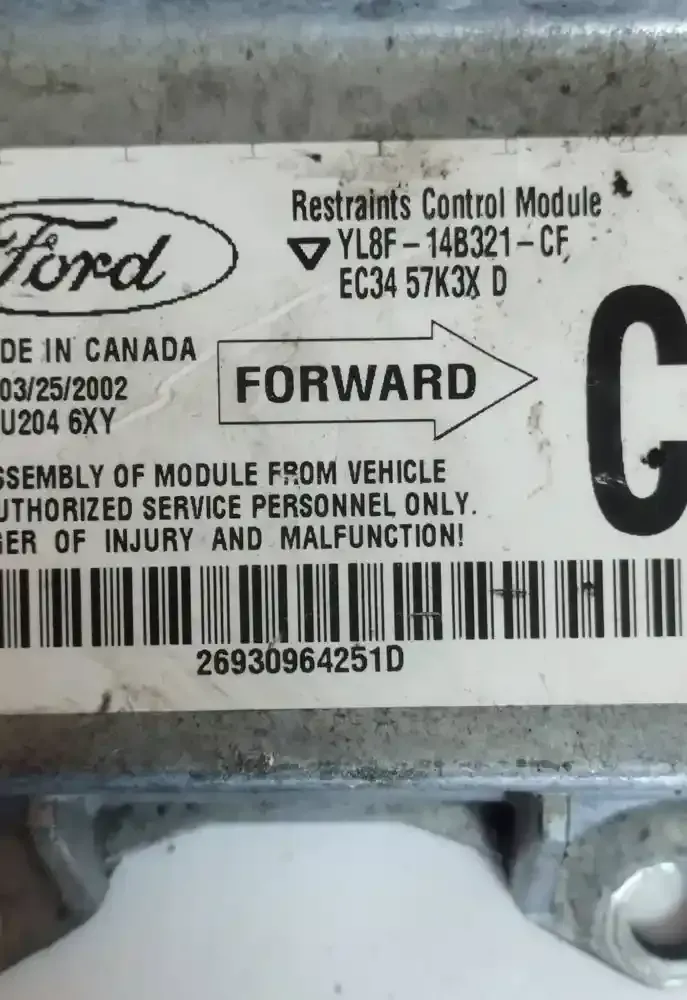 Ford
Restraints Control Module
YL8F-14B321-CF
EC34 57K3X D
DE IN CANADA
03/25/2002
U204 6XY
FORWARD
C
SSEMBLY OF MODULE FROM VEHICLE
UTHORIZED SERVICE PERSONNEL ONLY.
GER OF INJURY AND MALFUNCTION!
26930964251D